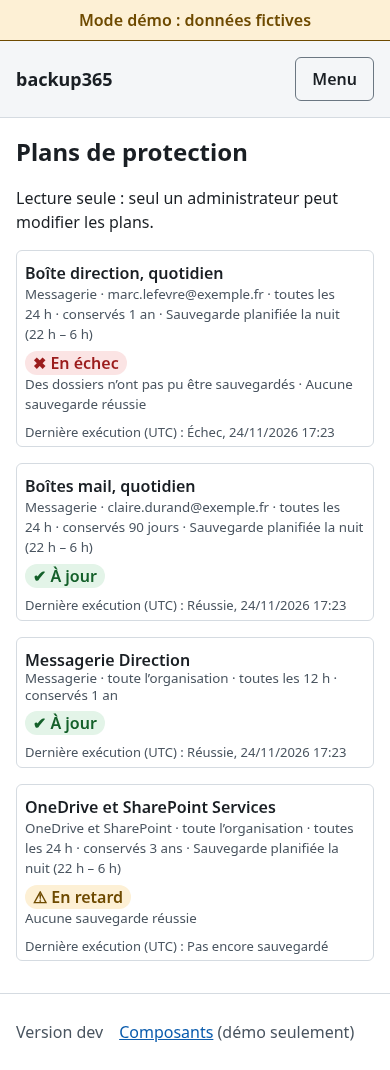 Mode démo : données fictives
backup365
Menu
Plans de protection
Lecture seule : seul un administrateur peut
modifier les plans.
Boîte direction, quotidien
Messagerie · marc.lefevre@exemple.fr · toutes les
24 h · conservés 1 an · Sauvegarde planifiée la nuit
(22 h – 6 h)
✖ En échec
Des dossiers n’ont pas pu être sauvegardés · Aucune
sauvegarde réussie
Dernière exécution (UTC) : Échec, 24/11/2026 17:23
Boîtes mail, quotidien
Messagerie · claire.durand@exemple.fr · toutes les
24 h · conservés 90 jours · Sauvegarde planifiée la nuit
(22 h – 6 h)
✔ À jour
Dernière exécution (UTC) : Réussie, 24/11/2026 17:23
Messagerie Direction
Messagerie · toute l’organisation · toutes les 12 h ·
conservés 1 an
✔ À jour
Dernière exécution (UTC) : Réussie, 24/11/2026 17:23
OneDrive et SharePoint Services
OneDrive et SharePoint · toute l’organisation · toutes
les 24 h · conservés 3 ans · Sauvegarde planifiée la
nuit (22 h – 6 h)
⚠ En retard
Aucune sauvegarde réussie
Dernière exécution (UTC) : Pas encore sauvegardé
Version dev Composants (démo seulement)